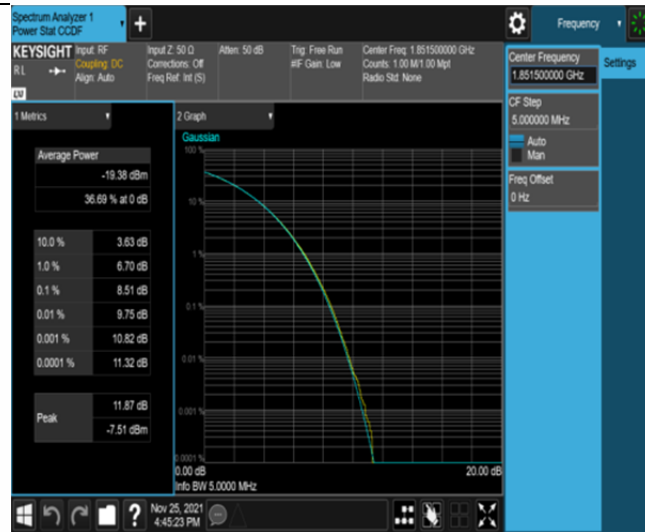 Spectrum Analyzer 1
Power Stat CCDF
Frequency
KEYSIGHT
RL
LXI
Input: RF
Coupling: DC
Align: Auto
Input Z: 50 Ω
Corrections: Off
Freq Ref: Int (S)
Atten: 50 dB
Trig: Free Run
#IF Gain: Low
Center Freq: 1.851500000 GHz
Counts: 1.00 M/1.00 Mpt
Radio Std: None
Center Frequency
1.851500000 GHz
Settings
CF Step
5.000000 MHz
Auto
Man
Freq Offset
0 Hz
1 Metrics
Average Power
-19.38 dBm
36.69 % at 0 dB
10.0 % 3.63 dB
1.0 % 6.70 dB
0.1 % 8.51 dB
0.01 % 9.75 dB
0.001 % 10.82 dB
0.0001 % 11.32 dB
Peak
11.87 dB
-7.51 dBm
2 Graph
Gaussian
100 %
10 %
1 %
0.1 %
0.01 %
0.001 %
0.0001 %
0.00 dB 20.00 dB
Info BW 5.0000 MHz
?
Nov 25, 2021
4:45:23 PM